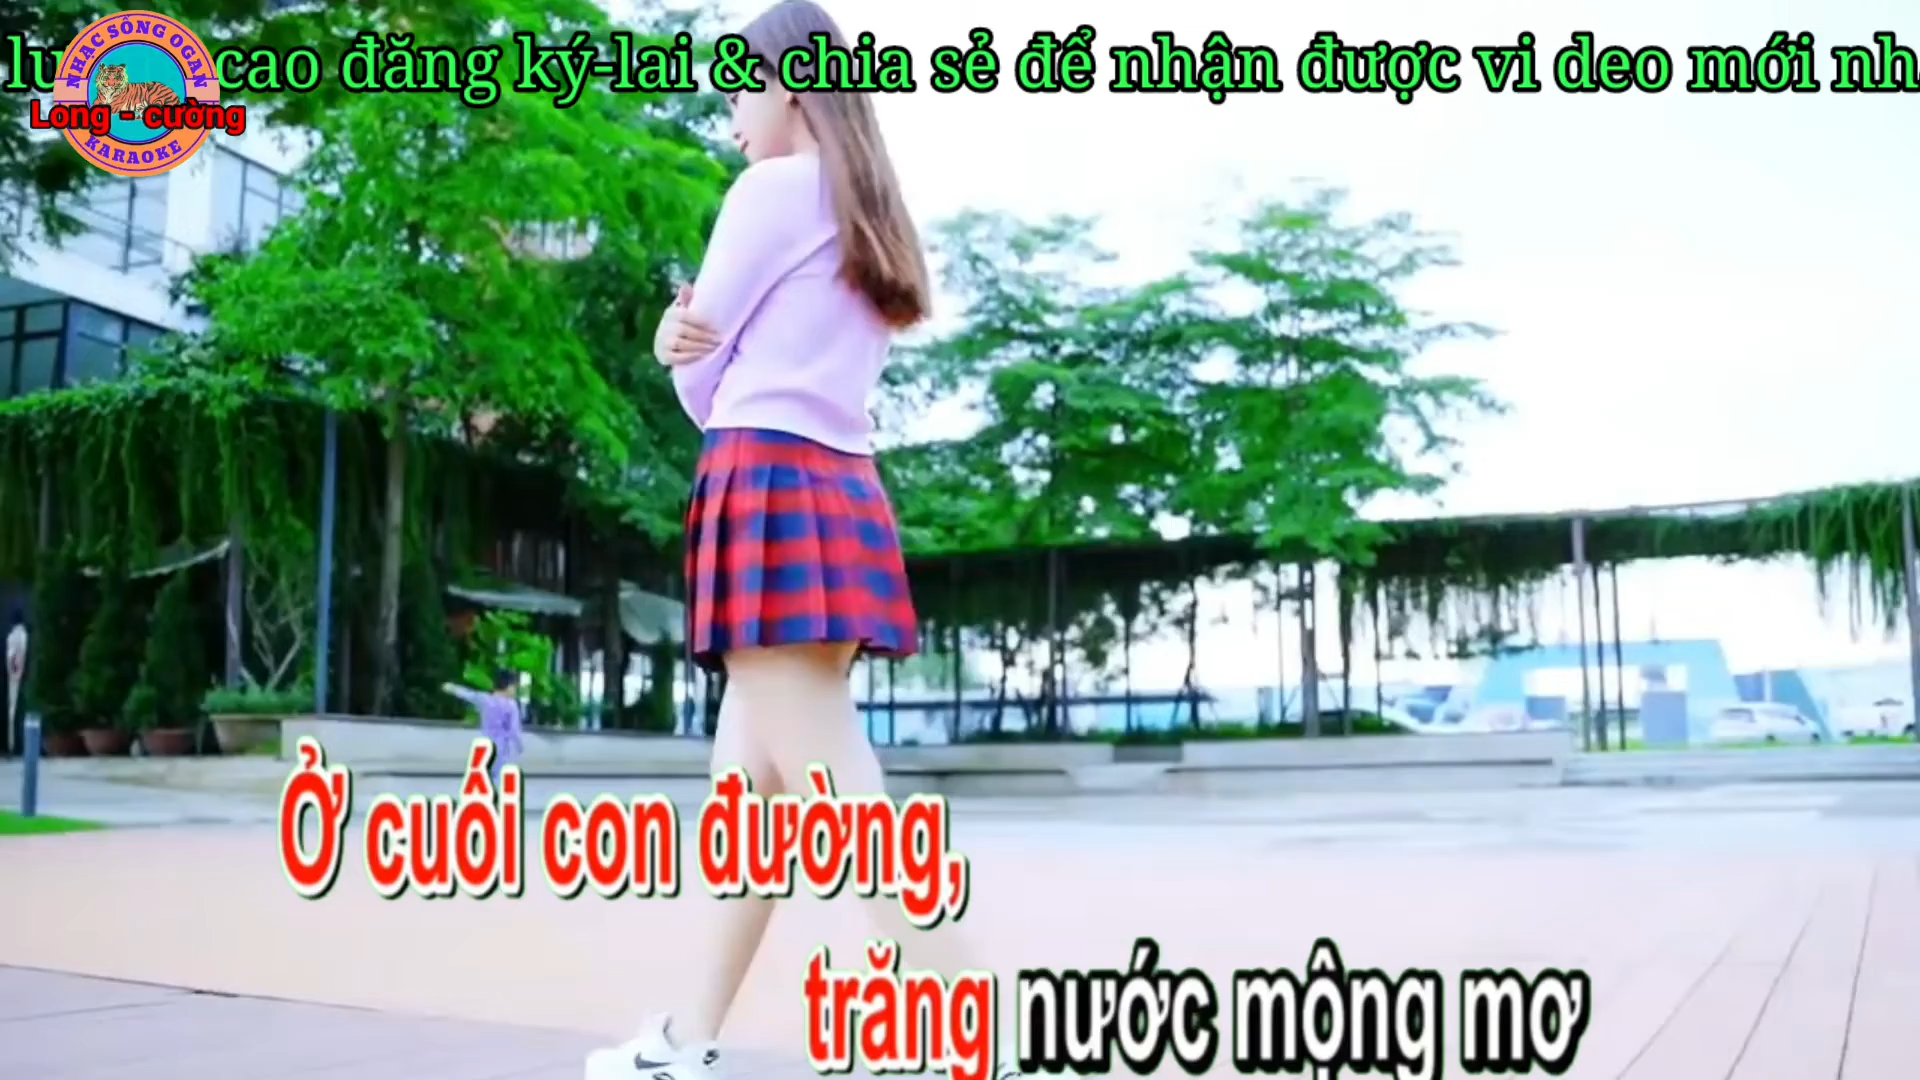 cao đăng ký-lai & chia sẻ để nhận được vi deo mới
NHẠC SỐNG OGAN
Long - cường
KARAOKE
Ở cuối con đường,
trăng nước mộng mơ